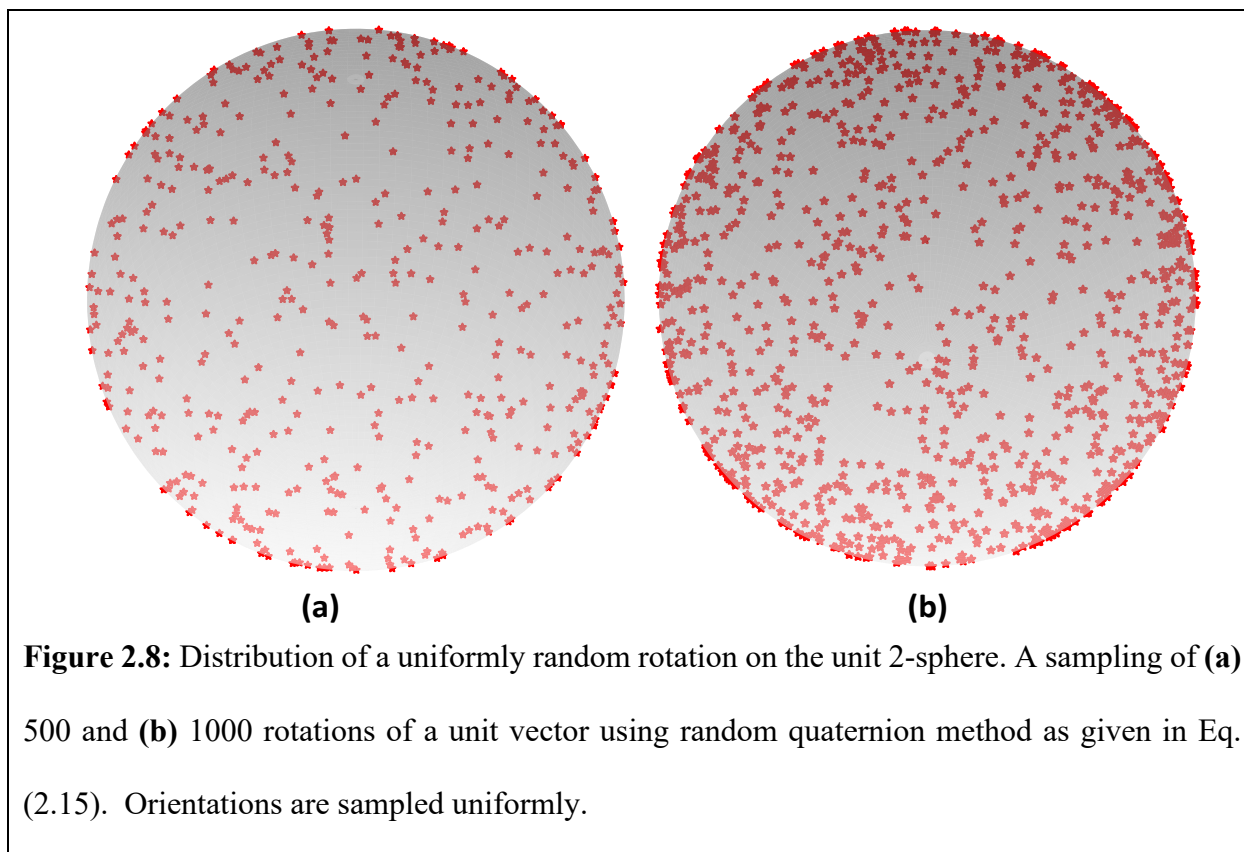 (a)
(b)
Figure 2.8: Distribution of a uniformly random rotation on the unit 2-sphere. A sampling of (a)
500 and (b) 1000 rotations of a unit vector using random quaternion method as given in Eq.
(2.15). Orientations are sampled uniformly.